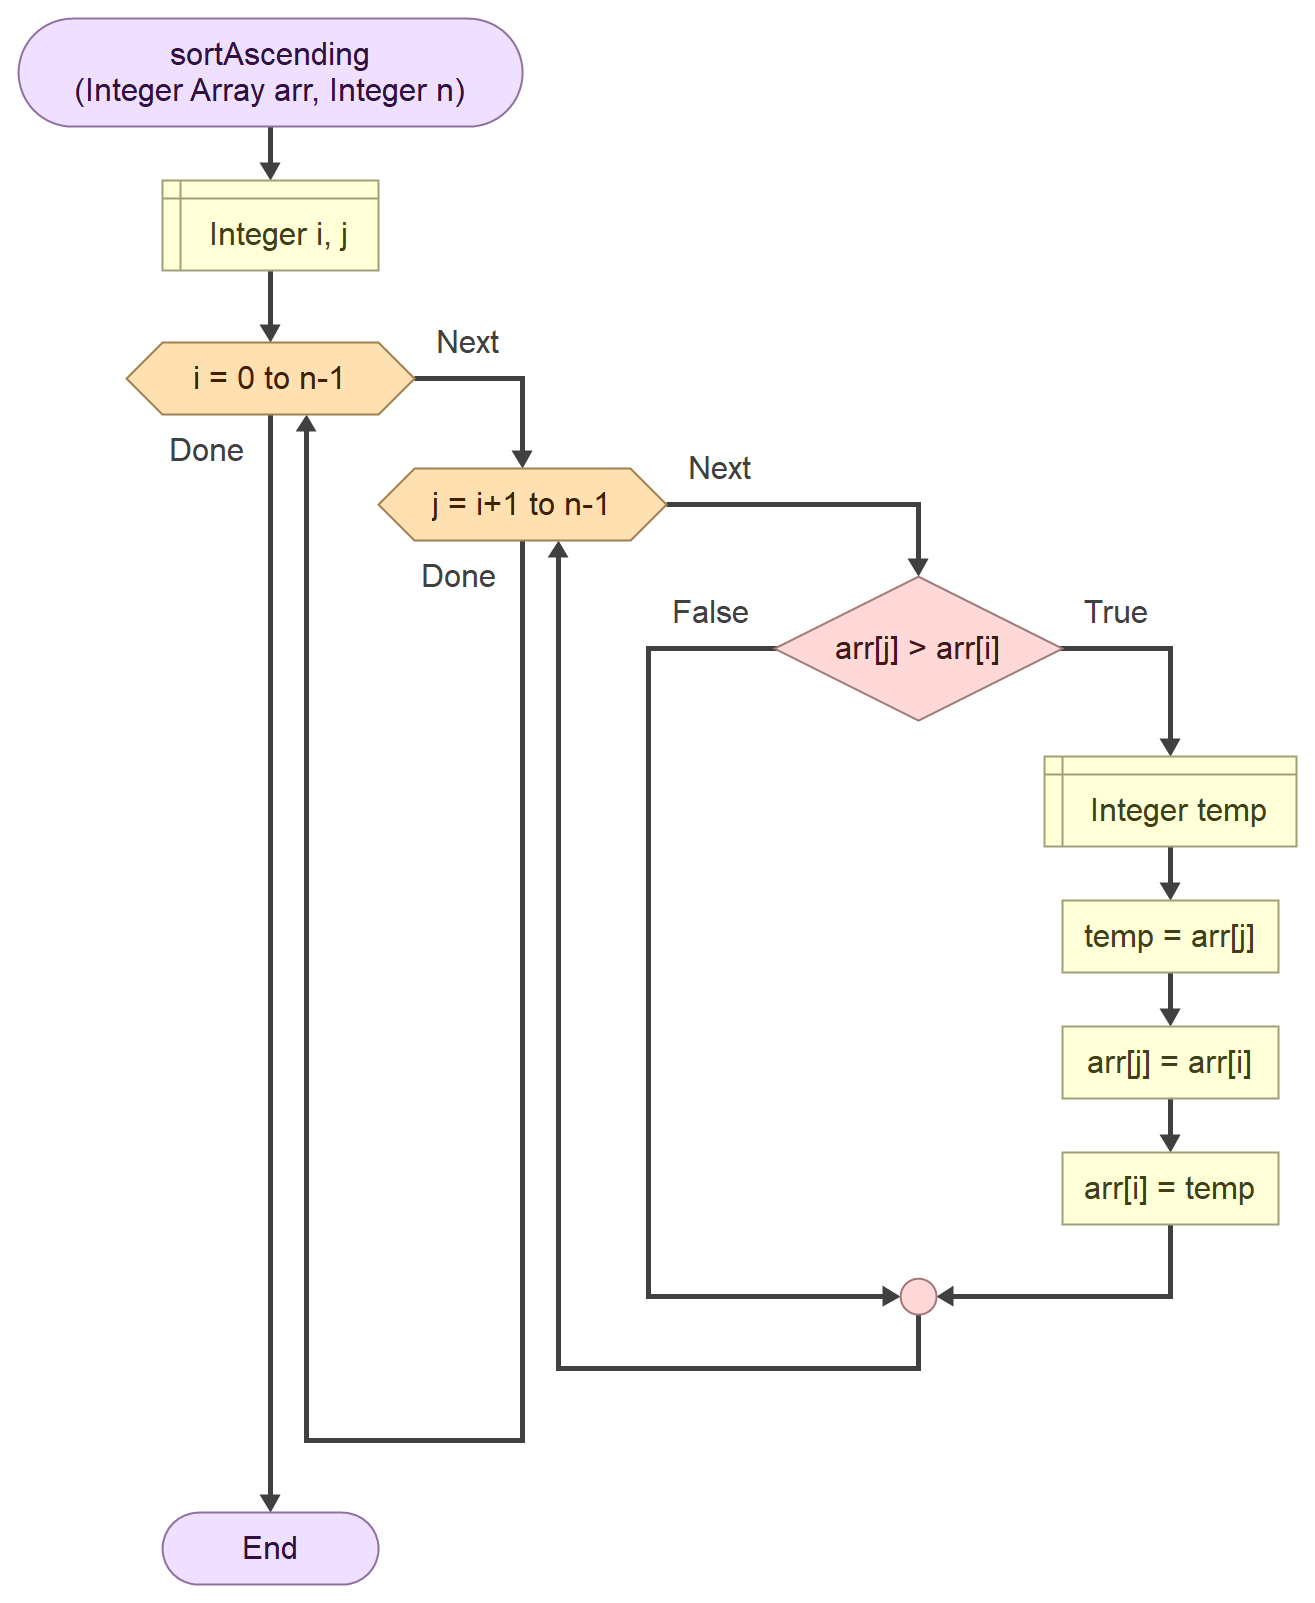 sortAscending
(Integer Array arr, Integer n)
Integer i, j
i = 0 to n-1
Next
Done
j = i+1 to n-1
Next
Done
arr[j] > arr[i]
False
True
Integer temp
temp = arr[j]
arr[j] = arr[i]
arr[i] = temp
End